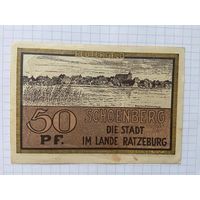 SCHOENBERG
50
PF.
DIE STADT
IM LANDE RATZEBURG